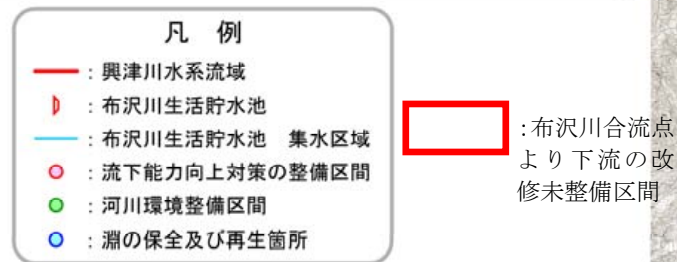 凡 例
：興津川水系流域
：布沢川生活貯水池
：布沢川生活貯水池 集水区域
：流下能力向上対策の整備区間
：河川環境整備区間
：淵の保全及び再生箇所
：布沢川合流点
より下流の改
修未整備区間